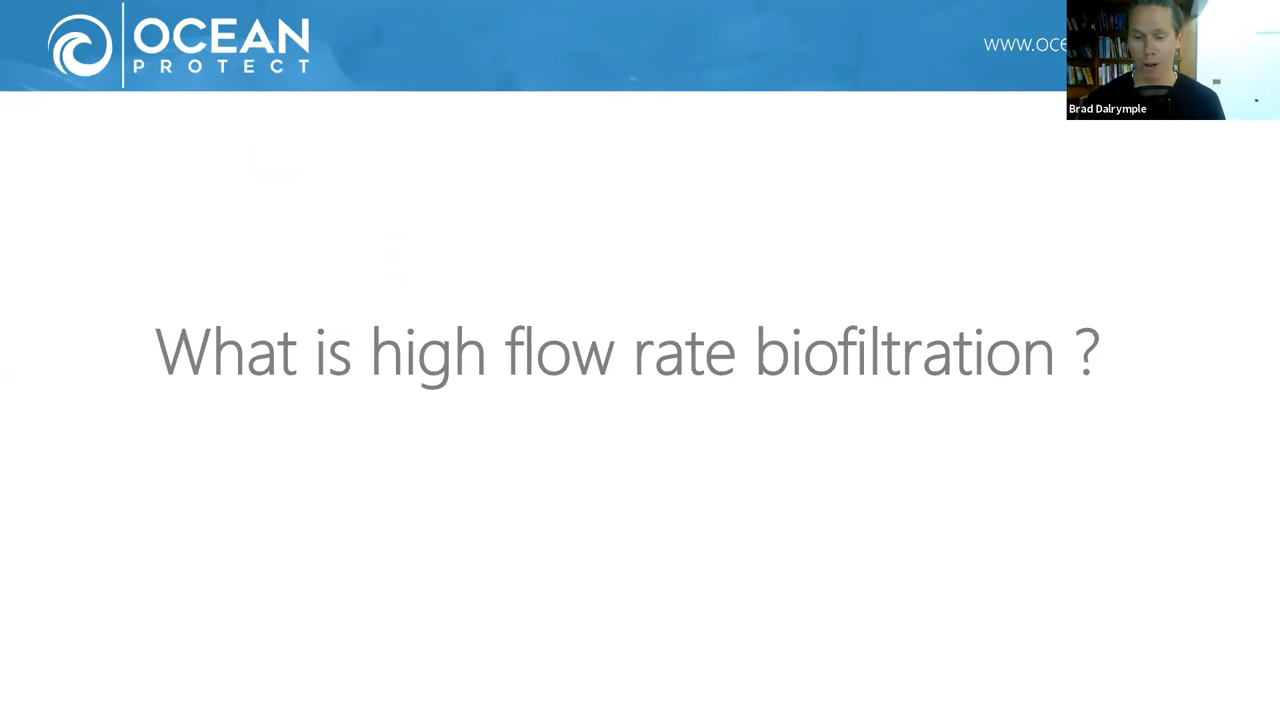 OCEAN
PROTECT
www.oce
Brad Dalrymple
What is high flow rate biofiltration ?